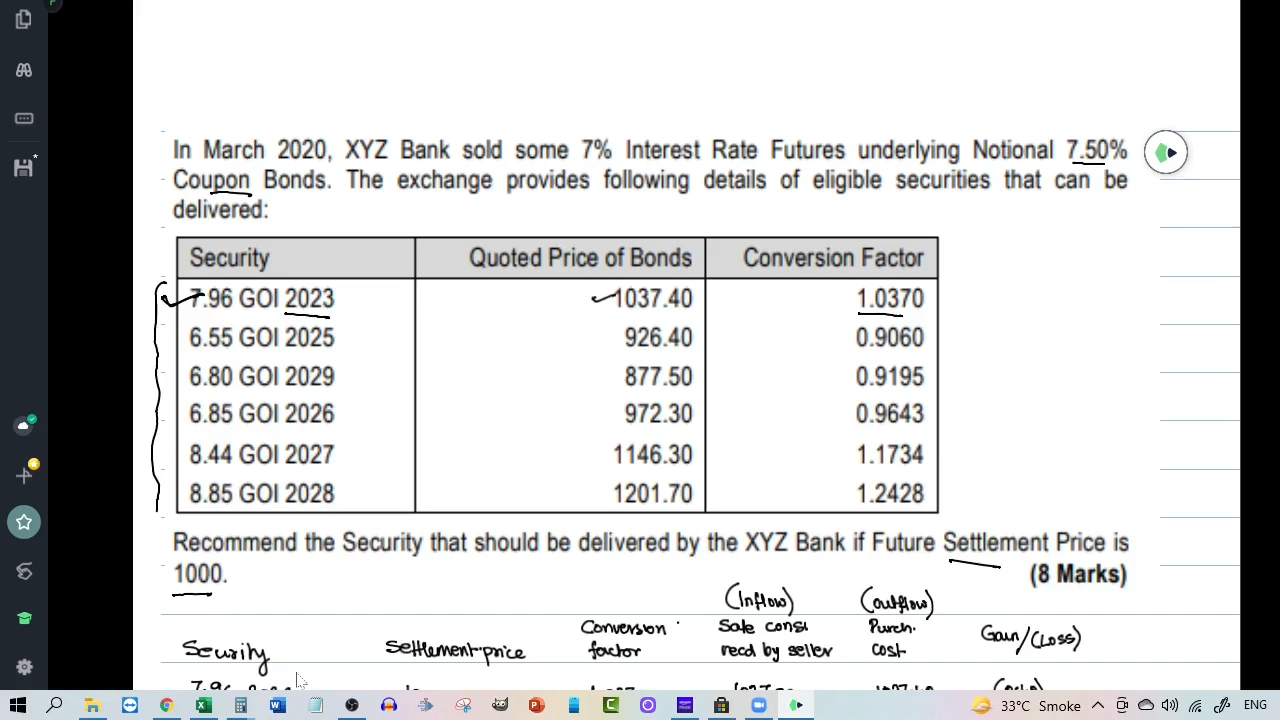 In March 2020, XYZ Bank sold some 7% Interest Rate Futures underlying Notional 7.50%
Coupon Bonds. The exchange provides following details of eligible securities that can be
delivered:
Security Quoted Price of Bonds Conversion Factor
7.96 GOI 2023 1037.40 1.0370
6.55 GOI 2025 926.40 0.9060
6.80 GOI 2029 877.50 0.9195
6.85 GOI 2026 972.30 0.9643
8.44 GOI 2027 1146.30 1.1734
8.85 GOI 2028 1201.70 1.2428
Recommend the Security that should be delivered by the XYZ Bank if Future Settlement Price is
1000. (8 Marks)
(Inflow) (outflow)
Security Settlement price Conversion factor Sale consi recd by seller Purch. cost Gain/(Loss)
7.96
33°C Smoke ENG